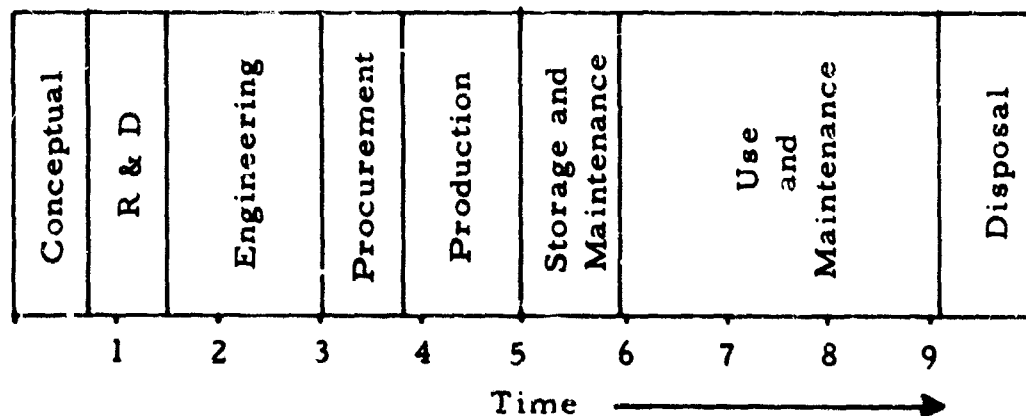 Conceptual
R & D
Engineering
Procurement
Production
Storage and
Maintenance
Use
and
Maintenance
Disposal
1 2 3 4 5 6 7 8 9
Time